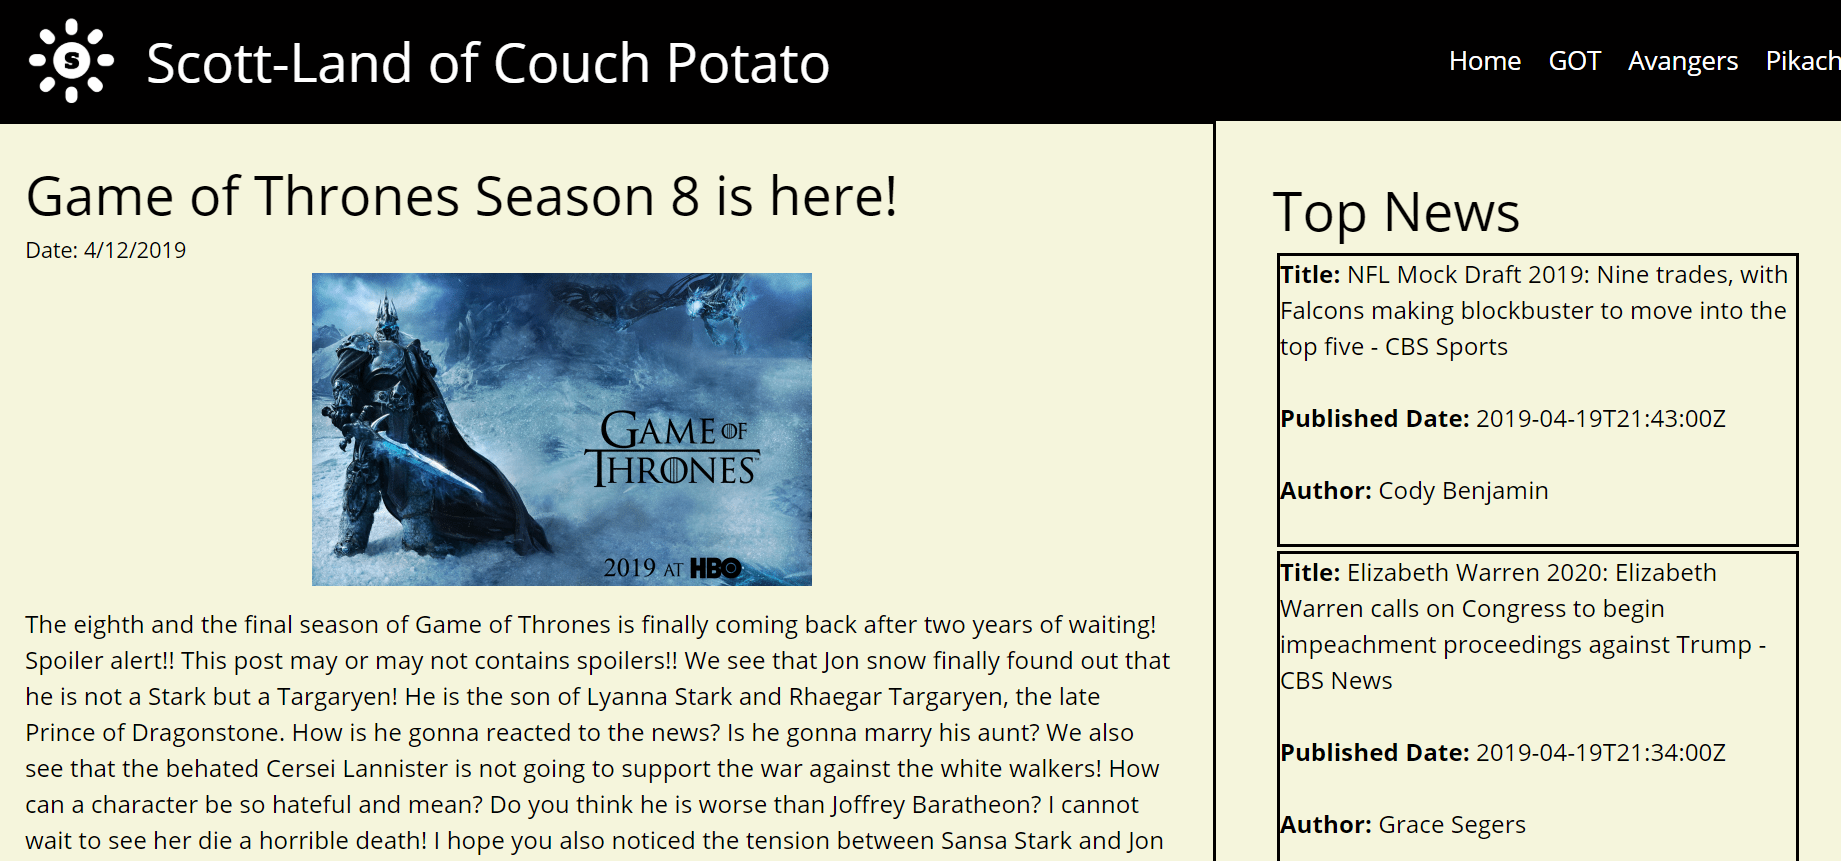 S
Scott-Land of Couch Potato
Home GOT Avangers Pikach
Game of Thrones Season 8 is here!
Date: 4/12/2019
GAME OF
THRONES
2019 AT HBO
The eighth and the final season of Game of Thrones is finally coming back after two years of waiting!
Spoiler alert!! This post may or may not contains spoilers!! We see that Jon snow finally found out that
he is not a Stark but a Targaryen! He is the son of Lyanna Stark and Rhaegar Targaryen, the late
Prince of Dragonstone. How is he gonna reacted to the news? Is he gonna marry his aunt? We also
see that the behated Cersei Lannister is not going to support the war against the white walkers! How
can a character be so hateful and mean? Do you think he is worse than Joffrey Baratheon? I cannot
wait to see her die a horrible death! I hope you also noticed the tension between Sansa Stark and Jon
Top News
Title: NFL Mock Draft 2019: Nine trades, with
Falcons making blockbuster to move into the
top five - CBS Sports
Published Date: 2019-04-19T21:43:00Z
Author: Cody Benjamin
Title: Elizabeth Warren 2020: Elizabeth
Warren calls on Congress to begin
impeachment proceedings against Trump -
CBS News
Published Date: 2019-04-19T21:34:00Z
Author: Grace Segers